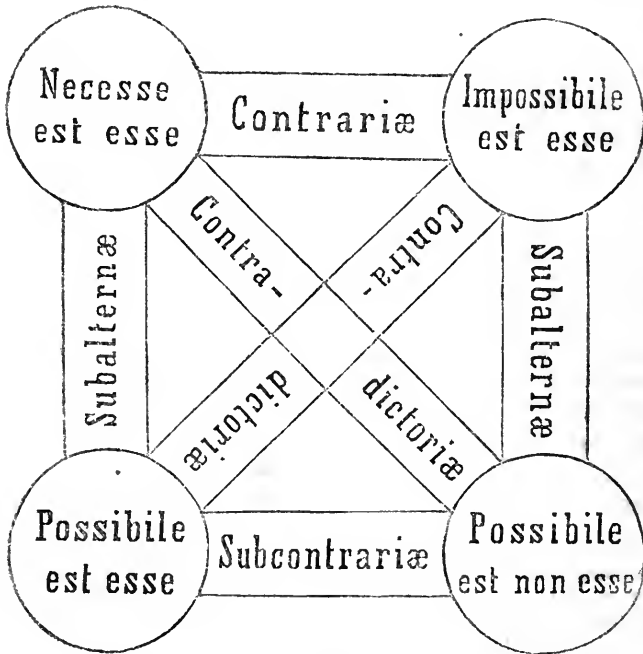 Necesse
est esse
Contrariæ
Impossibile
est esse
Subalternæ
Contra-
dictoriæ
Contra-
dictoriæ
Subalternæ
Possibile
est esse
Subcontrariæ
Possibile
est non esse